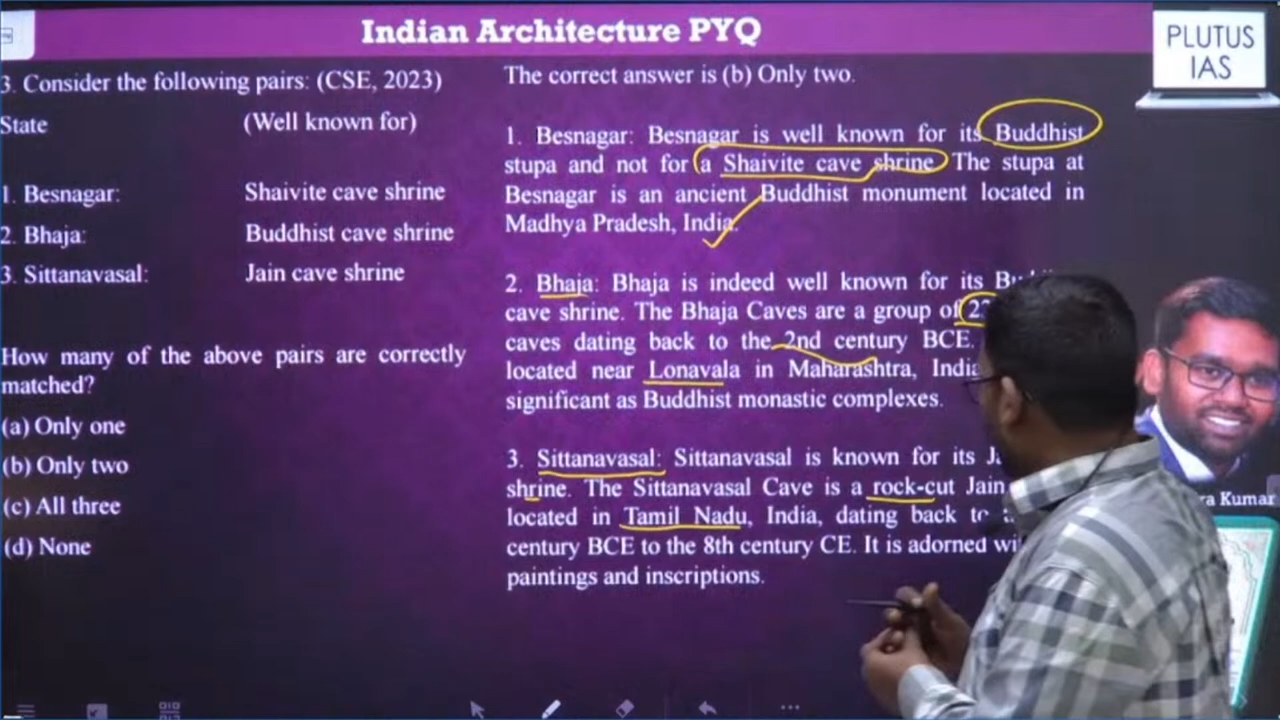 Indian Architecture PYQ
PLUTUS
IAS
3. Consider the following pairs: (CSE, 2023)
State (Well known for)
1. Besnagar: Shaivite cave shrine
2. Bhaja: Buddhist cave shrine
3. Sittanavasal: Jain cave shrine
How many of the above pairs are correctly
matched?
(a) Only one
(b) Only two
(c) All three
(d) None
The correct answer is (b) Only two.
1. Besnagar: Besnagar is well known for its Buddhist
stupa and not for a Shaivite cave shrine The stupa at
Besnagar is an ancient Buddhist monument located in
Madhya Pradesh, India.
2. Bhaja: Bhaja is indeed well known for its
cave shrine. The Bhaja Caves are a group of
caves dating back to the 2nd century BCE.
located near Lonavala in Maharashtra, India
significant as Buddhist monastic complexes.
3. Sittanavasal: Sittanavasal is known for its
shrine. The Sittanavasal Cave is a rock-cut Jain
located in Tamil Nadu, India, dating back to
century BCE to the 8th century CE. It is adorned
paintings and inscriptions.
Kumar